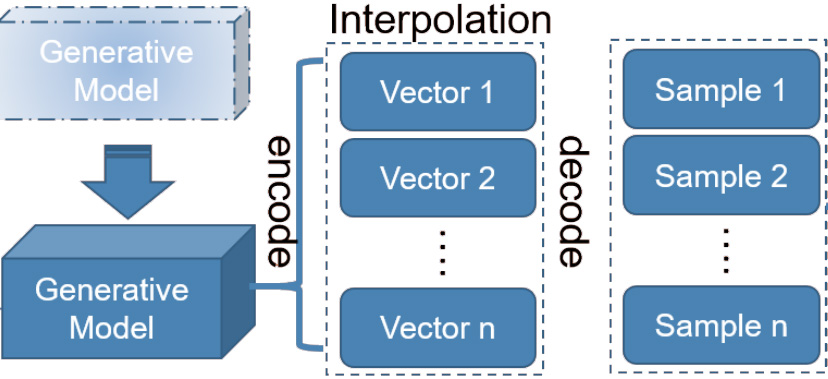 Generative
Model
Generative
Model
encode
Interpolation
Vector 1
Vector 2
....
Vector n
decode
Sample 1
Sample 2
....
Sample n